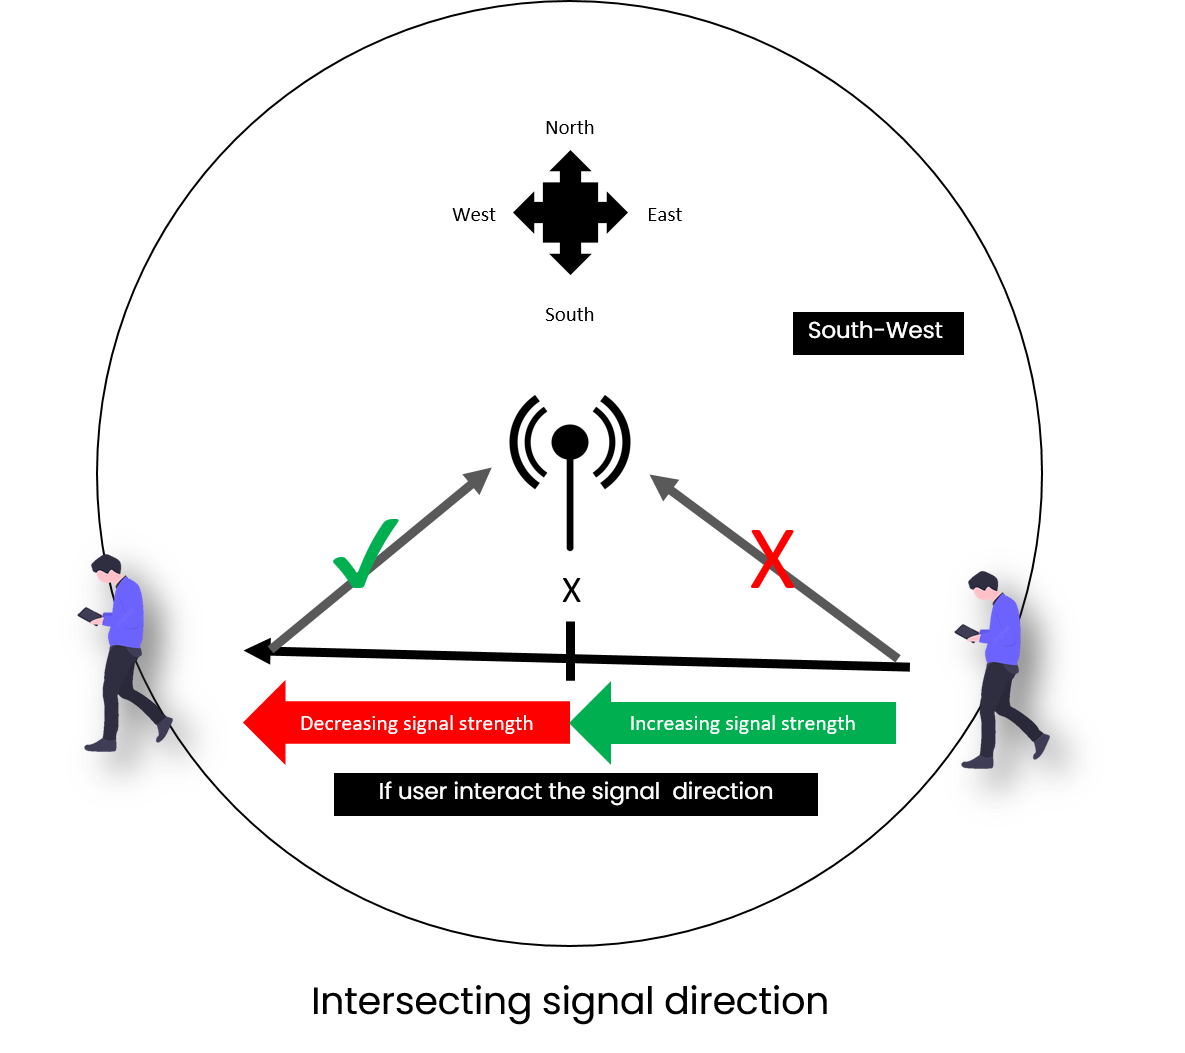 North
West
East
South
South-West
X
X
Decreasing signal strength
Increasing signal strength
If user interact the signal direction
Intersecting signal direction